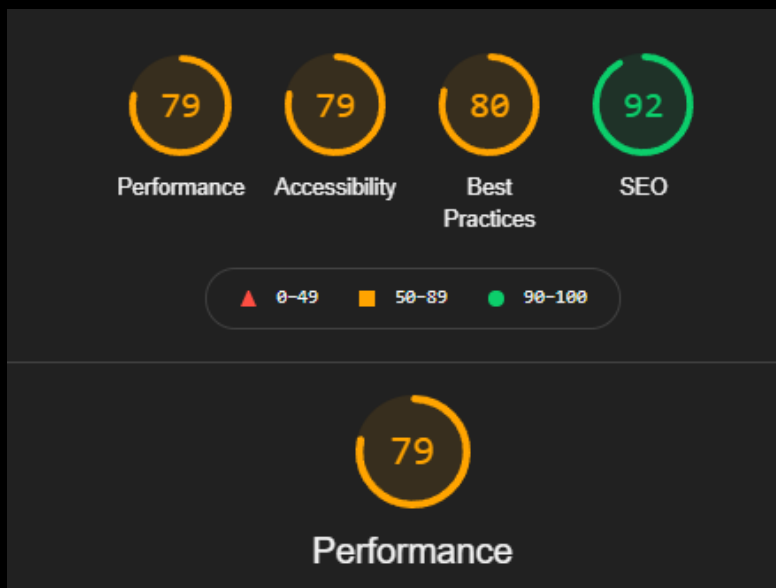 79 79 80 92
Performance Accessibility Best Practices SEO
0–49 50–89 90–100
79
Performance